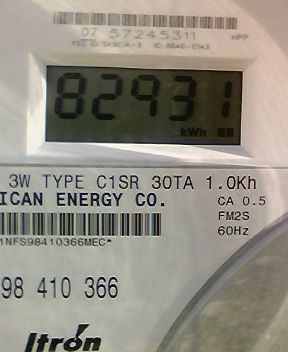 07 57245311
82931
kWh
3W TYPE C1SR 30TA 1.0Kh
ICAN ENERGY CO.
CA 0.5
FM2S
60Hz
1NFS98410366MEC*
98 410 366
Itron